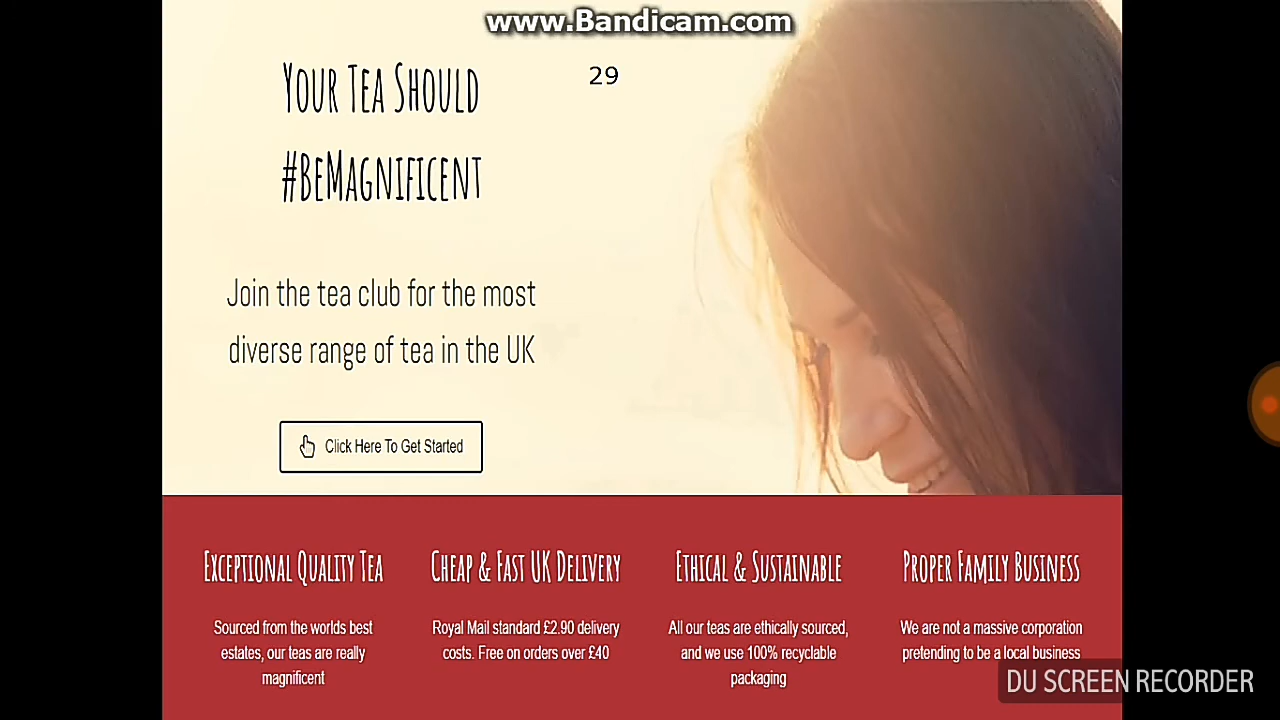 www.Bandicam.com
29
Your Tea Should
#BeMagnificent
Join the tea club for the most
diverse range of tea in the UK
Click Here To Get Started
Exceptional Quality Tea
Sourced from the worlds best
estates, our teas are really
magnificent
Cheap & Fast UK Delivery
Royal Mail standard £2.90 delivery
costs. Free on orders over £40
Ethical & Sustainable
All our teas are ethically sourced,
and we use 100% recyclable
packaging
Proper Family Business
We are not a massive corporation
pretending to be a local business
DU SCREEN RECORDER